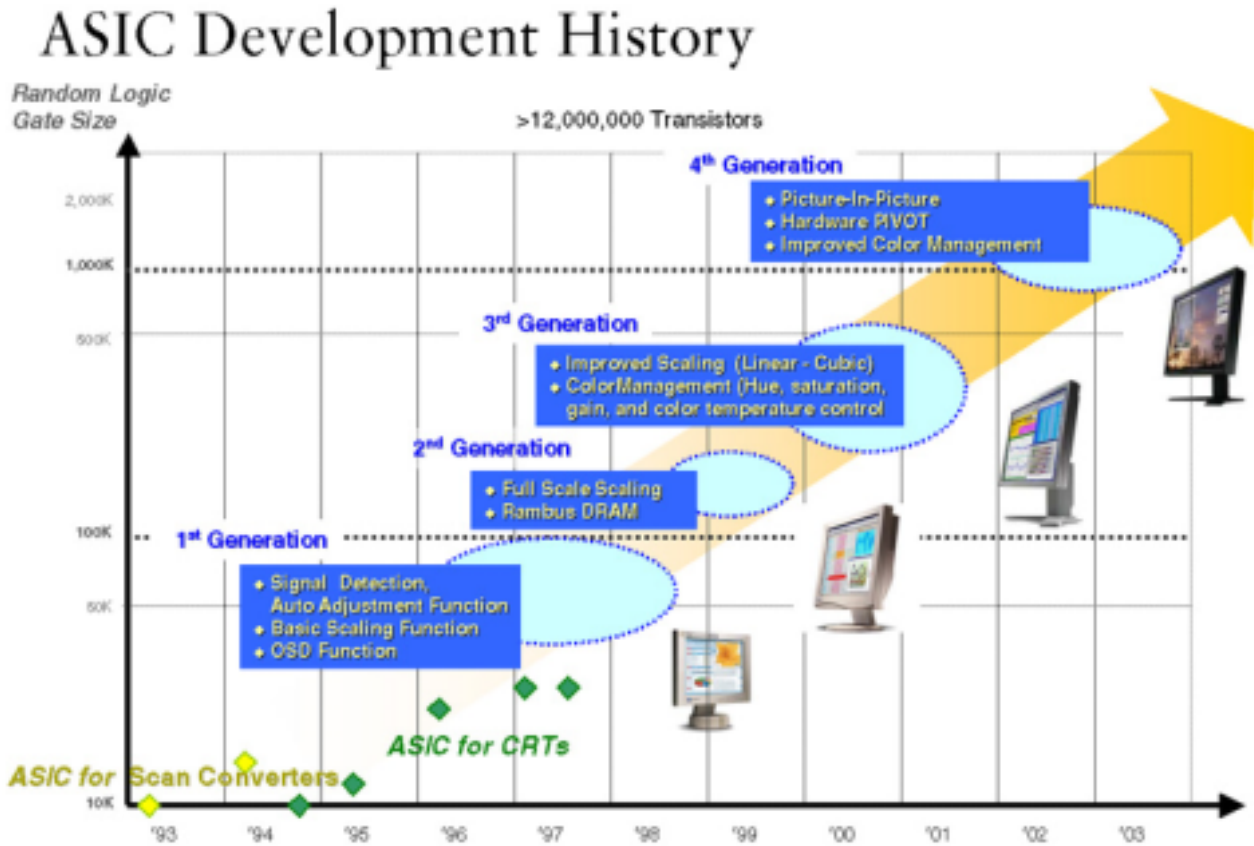 ASIC Development History
Random Logic
Gate Size
>12,000,000 Transistors
4th Generation
◆ Picture-In-Picture
◆ Hardware PIVOT
◆ Improved Color Management
2,000K
1,000K
3rd Generation
500K
◆ Improved Scaling (Linear - Cubic)
◆ ColorManagement (Hue, saturation,
gain, and color temperature control
2nd Generation
◆ Full Scale Scaling
◆ Rambus DRAM
100K
1st Generation
◆ Signal Detection,
Auto Adjustment Function
◆ Basic Scaling Function
◆ OSD Function
50K
ASIC for CRTs
ASIC for Scan Converters
10K
'93 '94 '95 '96 '97 '98 '99 '00 '01 '02 '03